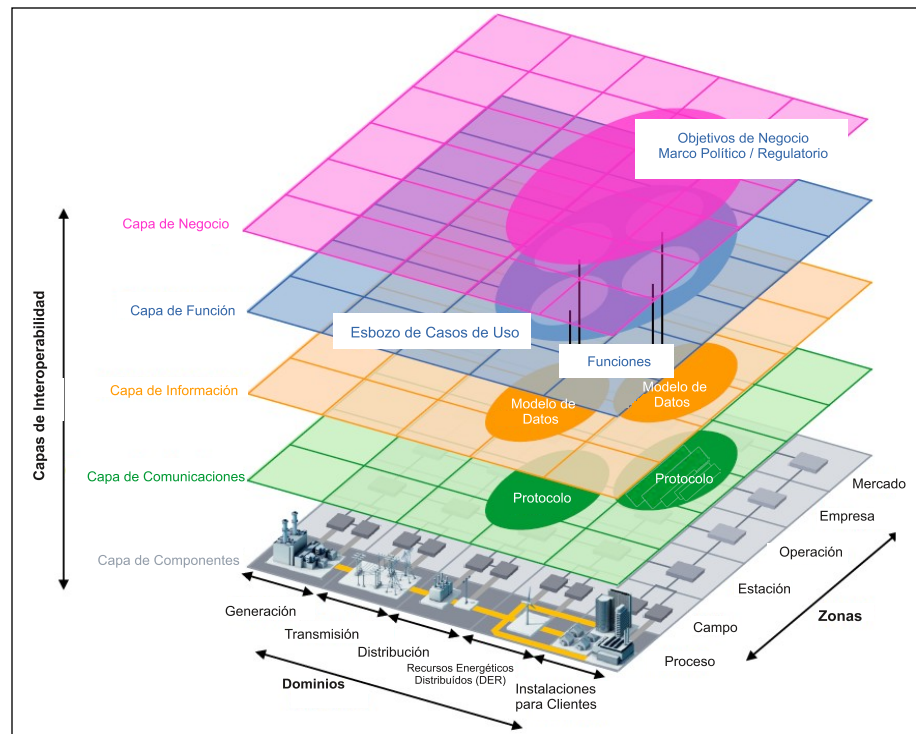 Objetivos de Negocio
Marco Político / Regulatorio
Capa de Negocio
Capa de Función
Esbozo de Casos de Uso
Funciones
Capas de Interoperabilidad
Capa de Información
Modelo de
Datos
Modelo de
Datos
Capa de Comunicaciones
Protocolo
Protocolo
Capa de Componentes
Mercado
Empresa
Operación
Estación
Campo
Proceso
Zonas
Generación
Transmisión
Distribución
Recursos Energéticos
Distribuídos (DER)
Instalaciones
para Clientes
Dominios